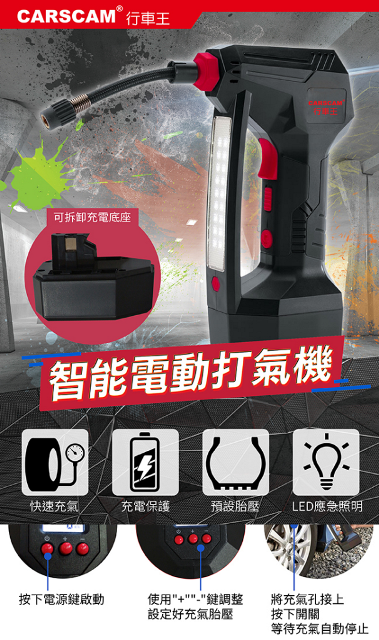 CARSCAM® 行車王
可拆卸充電底座
智能電動打氣機
快速充氣
充電保護
預設胎壓
LED應急照明
按下電源鍵啟動
使用"+""-"鍵調整
設定好充氣胎壓
將充氣孔接上
按下開關
等待充氣自動停止